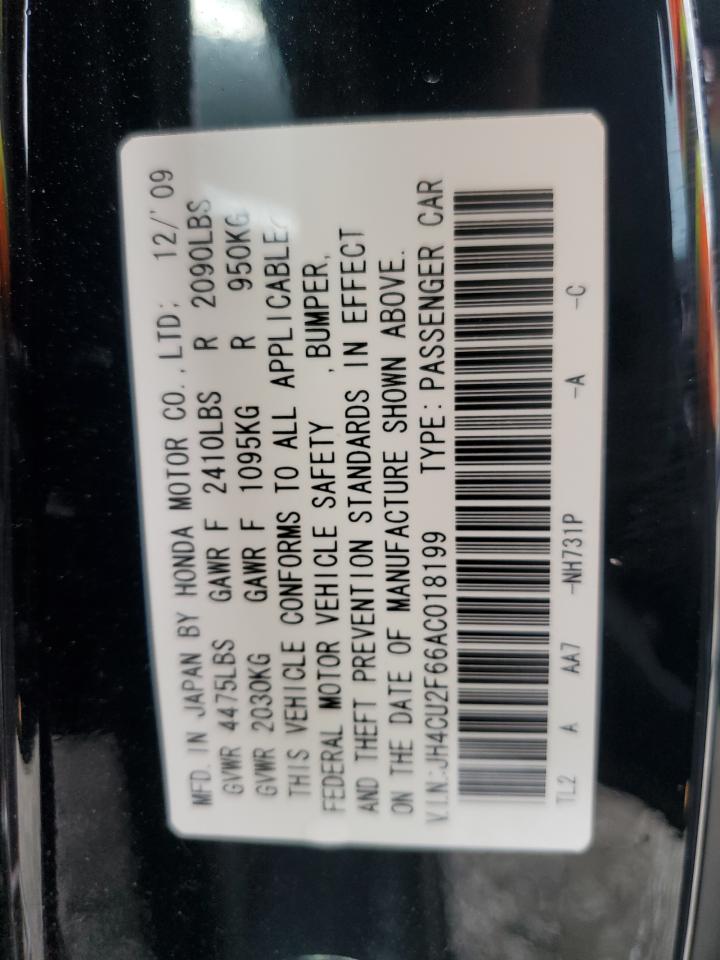 MFD. IN JAPAN BY HONDA MOTOR CO., LTD; 12/'09
GVWR 4475LBS GAWR F 2410LBS R 2090LBS
GVWR 2030KG GAWR F 1095KG R 950KG
THIS VEHICLE CONFORMS TO ALL APPLICABLE
FEDERAL MOTOR VEHICLE SAFETY , BUMPER,
AND THEFT PREVENTION STANDARDS IN EFFECT
ON THE DATE OF MANUFACTURE SHOWN ABOVE.
V.I.N.:JH4CU2F66AC018199 TYPE: PASSENGER CAR
TL2 A AA7 -NH731P -A -C